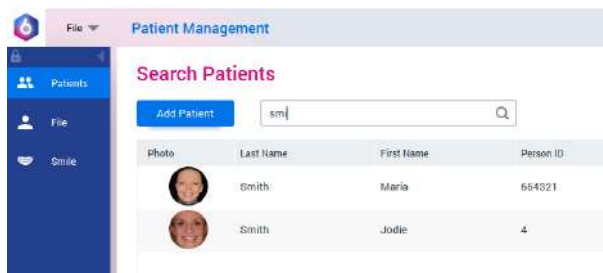 6
File
Patient Management
Patients
File
Smile
Search Patients
Add Patient
smi
Photo Last Name First Name Person ID
Smith Maria 654321
Smith Jodie 4